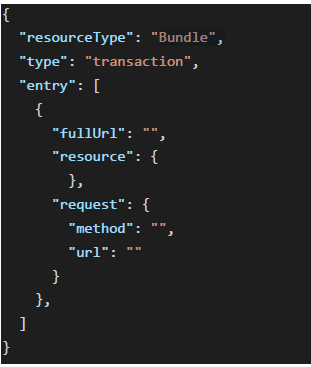 {
  "resourceType": "Bundle",
  "type": "transaction",
  "entry": [
    {
      "fullUrl": "",
      "resource": {
        },
      "request": {
        "method": "",
        "url": ""
      }
    },
  ]
}